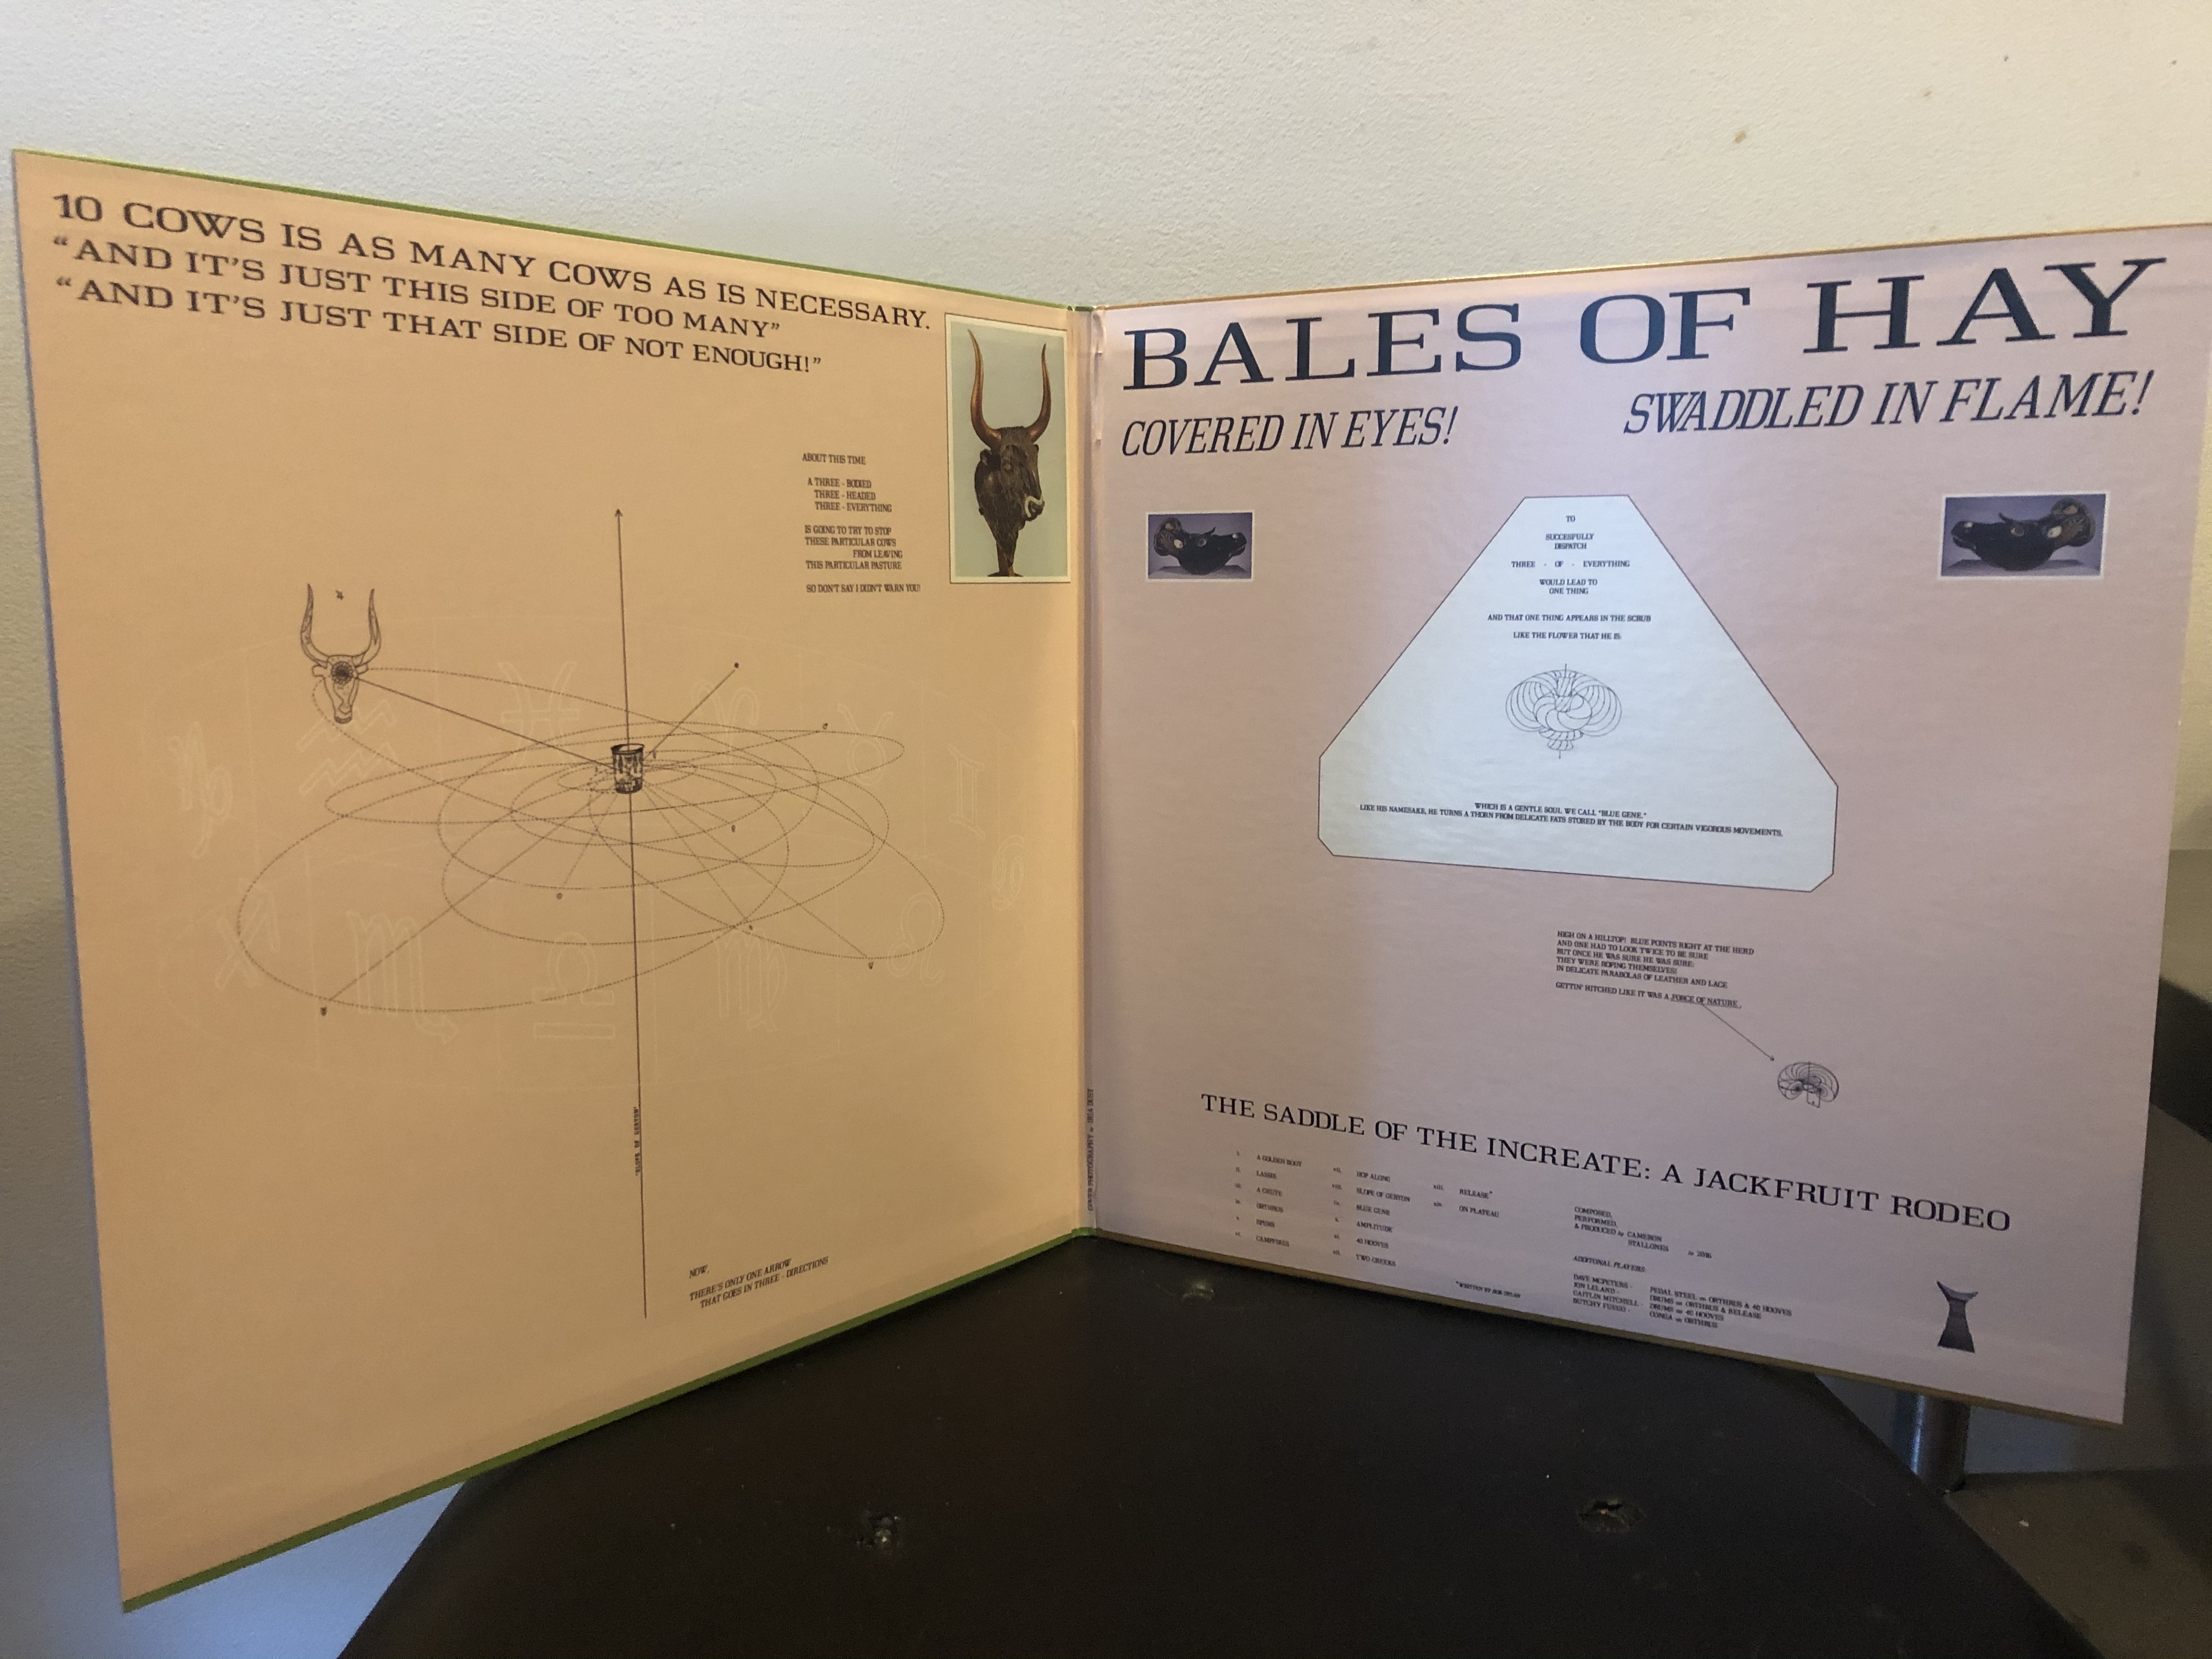 10 COWS IS AS MANY COWS AS IS NECESSARY.
“AND IT'S JUST THIS SIDE OF TOO MANY”
“AND IT'S JUST THAT SIDE OF NOT ENOUGH!”
ABOUT THIS TIME
A THREE - BODIED
THREE - HEADED
THREE - EVERYTHING
IS GOING TO TRY TO STOP
THESE PARTICULAR COWS
FROM LEAVING
THIS PARTICULAR PASTURE
SO DON'T SAY I DIDN'T WARN YOU!
"SLOPE OF GERYON"
NOW,
THERE'S ONLY ONE ARROW
THAT GOES IN THREE - DIRECTIONS
COVER PHOTOGRAPHY
BALES OF HAY
COVERED IN EYES!
SWADDLED IN FLAME!
TO
SUCCESFULLY
DISPATCH
THREE - OF - EVERYTHING
WOULD LEAD TO
ONE THING
AND THAT ONE THING APPEARS IN THE SCRUB
LIKE THE FLOWER THAT HE IS:
WHICH IS A GENTLE SOUL WE CALL "BLUE GENE."
LIKE HIS NAMESAKE, HE TURNS A THORN FROM DELICATE FATS STORED BY THE BODY FOR CERTAIN VIGOROUS MOVEMENTS.
HIGH ON A HILLTOP! BLUE POINTS RIGHT AT THE HERD
AND ONE HAD TO LOOK TWICE TO BE SURE
BUT ONCE HE WAS SURE HE WAS SURE:
THEY WERE ROPING THEMSELVES!
IN DELICATE PARABOLAS OF LEATHER AND LACE
GETTIN' HITCHED LIKE IT WAS A FORCE OF NATURE.
THE SADDLE OF THE INCREATE: A JACKFRUIT RODEO
i. A GOLDEN BOOT
ii. LASSIE
iii. A CHUTE
iv. ORTHRUS
v. SPURS
vi. CAMPFIRES
vii. HOP ALONG
viii. SLOPE OF GERYON
ix. BLUE GENE
x. AMPLITUDE
xi. 40 HOOVES
xii. TWO CREEKS
xiii. RELEASE*
xiv. ON PLATEAU
*WRITTEN BY
COMPOSED,
PERFORMED,
& PRODUCED by CAMERON
STALLONES in 2016
ADDITIONAL PLAYERS:
DAVE MCPETERS - PEDAL STEEL on ORTHRUS & 40 HOOVES
JON LELAND - DRUMS on ORTHRUS & RELEASE
CAITLIN MITCHELL - DRUMS on 40 HOOVES
BUTCHY FUEGO - CONGA on ORTHRUS